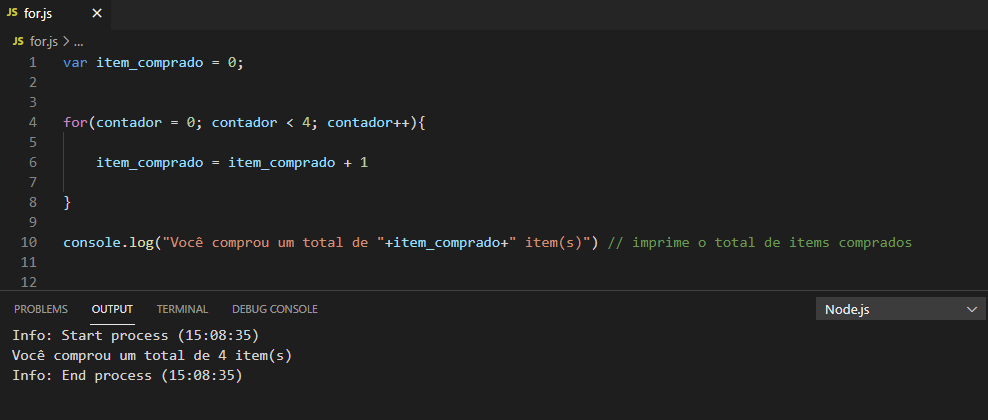 JS for.js ×
JS for.js > ...
1 var item_comprado = 0;
2
3
4 for(contador = 0; contador < 4; contador++){
5
6 item_comprado = item_comprado + 1
7
8 }
9
10 console.log("Você comprou um total de "+item_comprado+" item(s)") // imprime o total de items comprados
11
12
PROBLEMS OUTPUT TERMINAL DEBUG CONSOLE Node.js
Info: Start process (15:08:35)
Você comprou um total de 4 item(s)
Info: End process (15:08:35)